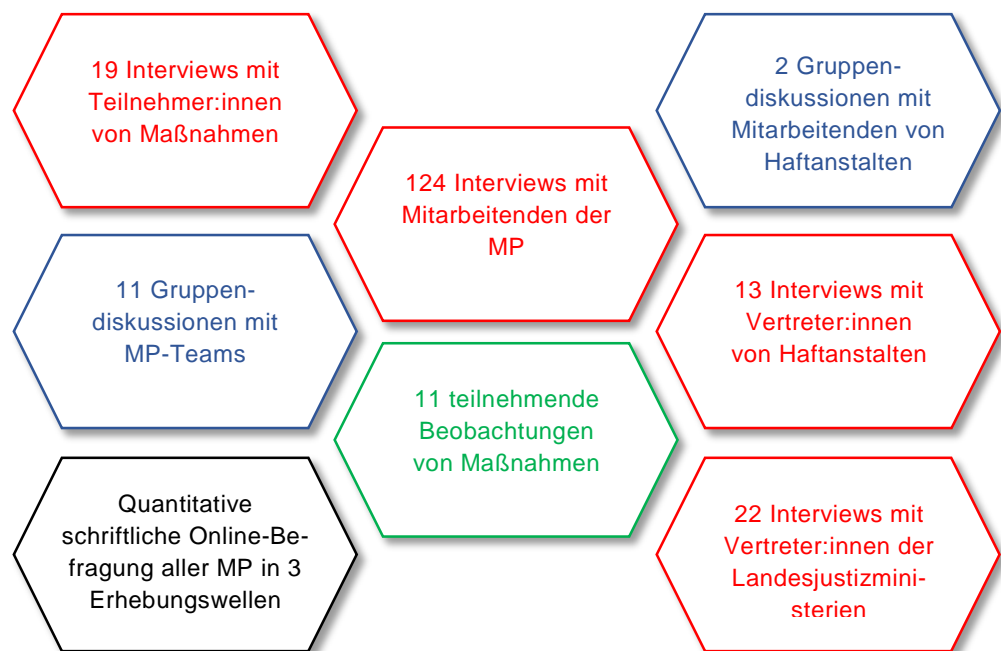 19 Interviews mit
Teilnehmer:innen
von Maßnahmen
2 Gruppen-
diskussionen mit
Mitarbeitenden von
Haftanstalten
124 Interviews mit
Mitarbeitenden der
MP
11 Gruppen-
diskussionen mit
MP-Teams
13 Interviews mit
Vertreter:innen
von Haftanstalten
11 teilnehmende
Beobachtungen
von Maßnahmen
Quantitative
schriftliche Online-Be-
fragung aller MP in 3
Erhebungswellen
22 Interviews mit
Vertreter:innen der
Landesjustizmini-
sterien